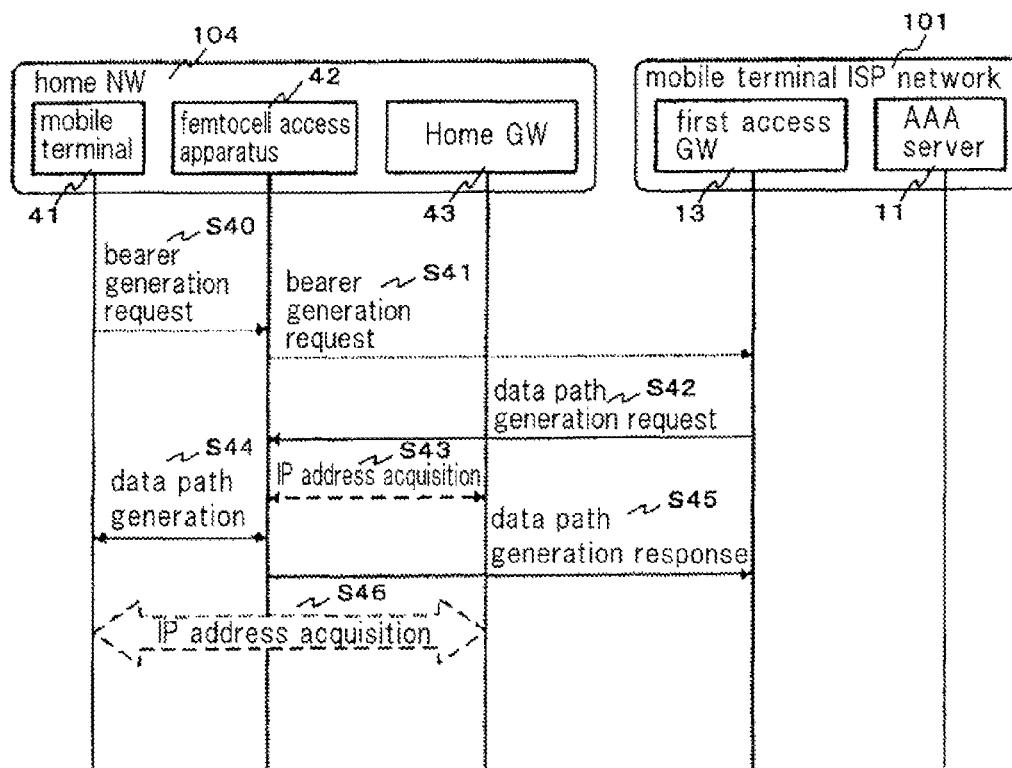 104
101
home NW
42
mobile terminal ISP network
mobile
terminal
femtocell access
apparatus
Home GW
first access
GW
AAA
server
41
43
13
11
S40
bearer
generation
request
S41
bearer
generation
request
S42
data path
generation request
S43
IP address acquisition
S44
data path
generation
S45
data path
generation response
S46
IP address acquisition